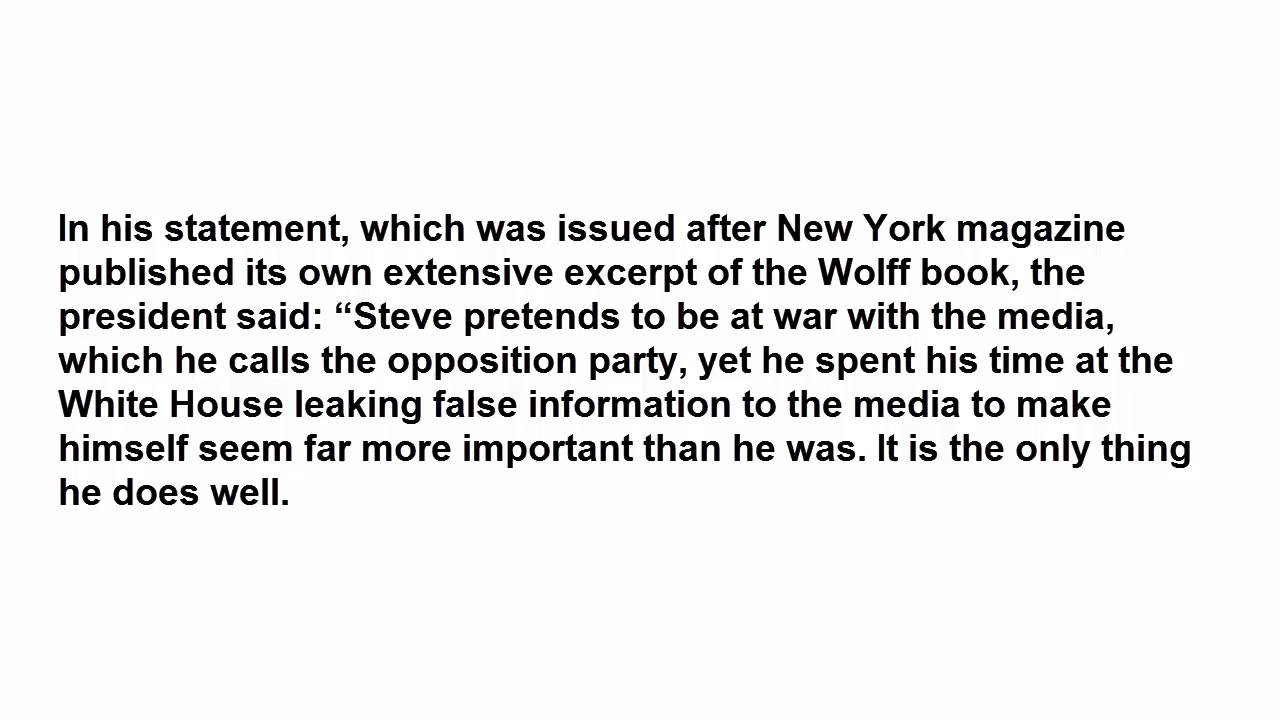 In his statement, which was issued after New York magazine
published its own extensive excerpt of the Wolff book, the
president said: “Steve pretends to be at war with the media,
which he calls the opposition party, yet he spent his time at the
White House leaking false information to the media to make
himself seem far more important than he was. It is the only thing
he does well.